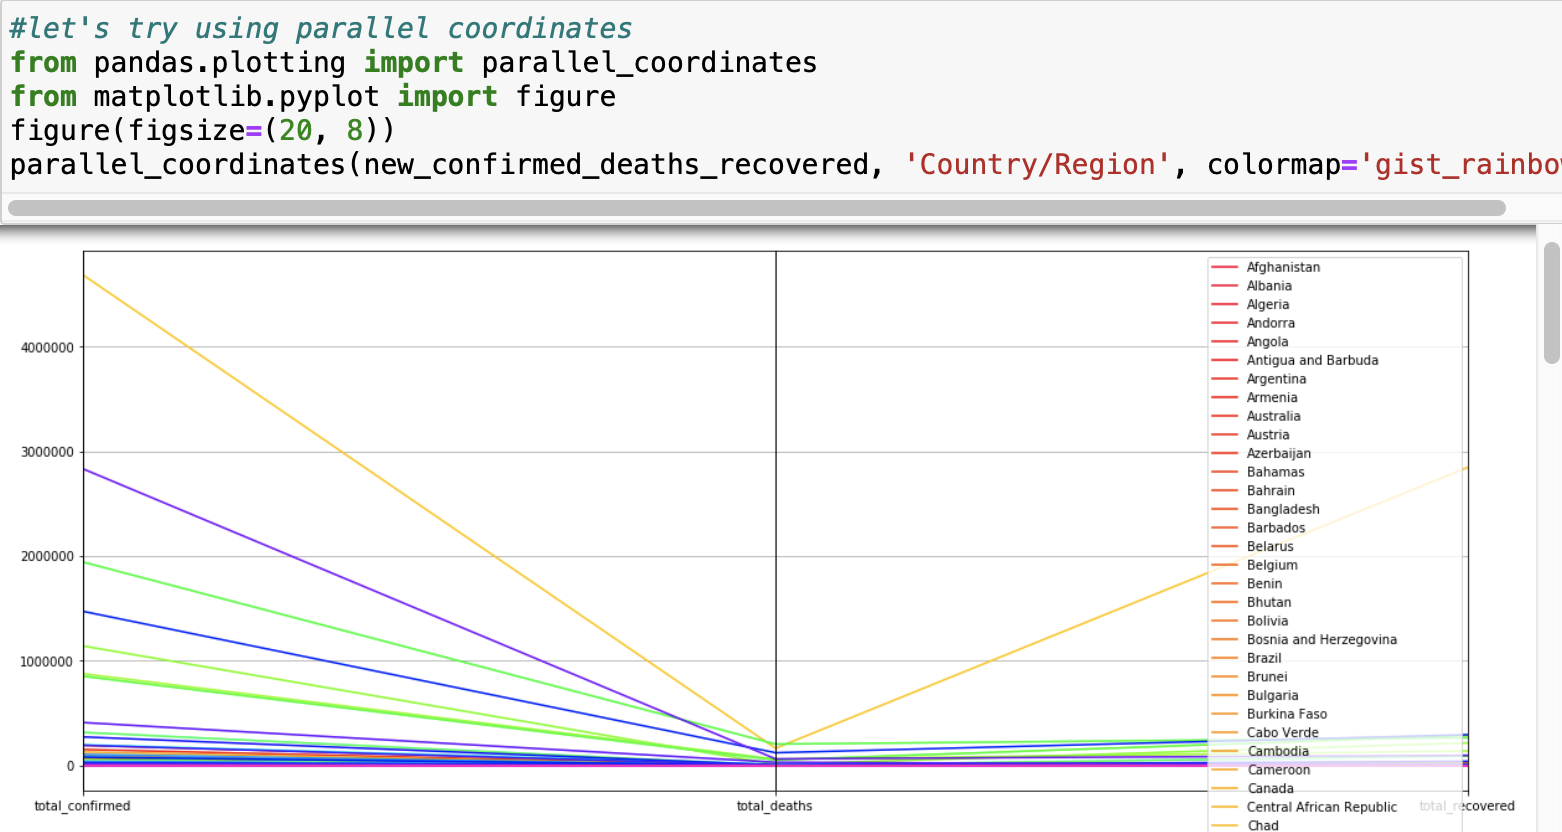 #let's try using parallel coordinates
from pandas.plotting import parallel_coordinates
from matplotlib.pyplot import figure
figure(figsize=(20, 8))
parallel_coordinates(new_confirmed_deaths_recovered, 'Country/Region', colormap='gist_rainbo
4000000
3000000
2000000
1000000
0
total_confirmed
total_deaths
total_recovered
Afghanistan
Albania
Algeria
Andorra
Angola
Antigua and Barbuda
Argentina
Armenia
Australia
Austria
Azerbaijan
Bahamas
Bahrain
Bangladesh
Barbados
Belarus
Belgium
Benin
Bhutan
Bolivia
Bosnia and Herzegovina
Brazil
Brunei
Bulgaria
Burkina Faso
Cabo Verde
Cambodia
Cameroon
Canada
Central African Republic
Chad